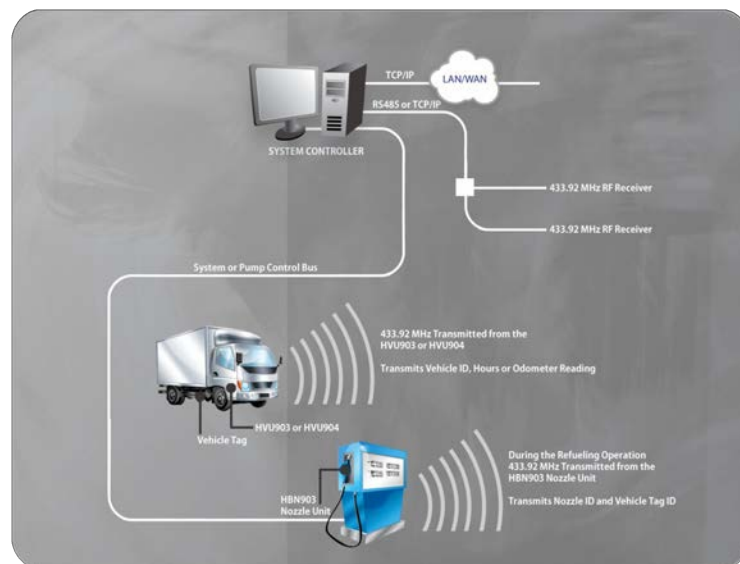 TCP/IP
LAN/WAN
RS485 or TCP/IP
SYSTEM CONTROLLER
433.92 MHz RF Receiver
433.92 MHz RF Receiver
System or Pump Control Bus
433.92 MHz Transmitted from the
HVU903 or HVU904
Transmits Vehicle ID, Hours or Odometer Reading
HVU903 or HVU904
Vehicle Tag
During the Refueling Operation
433.92 MHz Transmitted from the
HBN903 Nozzle Unit
Transmits Nozzle ID and Vehicle Tag ID
HBN903
Nozzle Unit